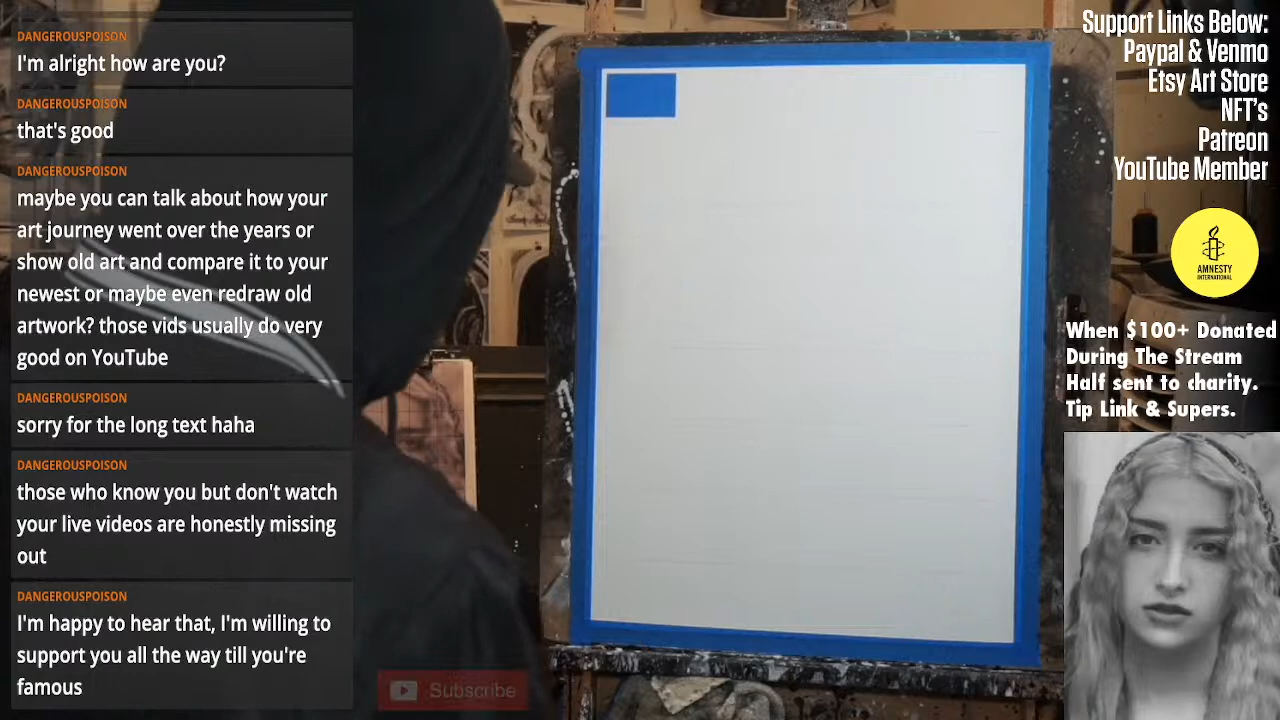 DANGEROUSPOISON
I'm alright how are you?
DANGEROUSPOISON
that's good
DANGEROUSPOISON
maybe you can talk about how your
art journey went over the years or
show old art and compare it to your
newest or maybe even redraw old
artwork? those vids usually do very
good on YouTube
DANGEROUSPOISON
sorry for the long text haha
DANGEROUSPOISON
those who know you but don't watch
your live videos are honestly missing
out
DANGEROUSPOISON
I'm happy to hear that, I'm willing to
support you all the way till you're
famous
Subscribe
Support Links Below:
Paypal & Venmo
Etsy Art Store
NFT's
Patreon
YouTube Member
AMNESTY
INTERNATIONAL
When $100+ Donated
During The Stream
Half sent to charity.
Tip Link & Supers.